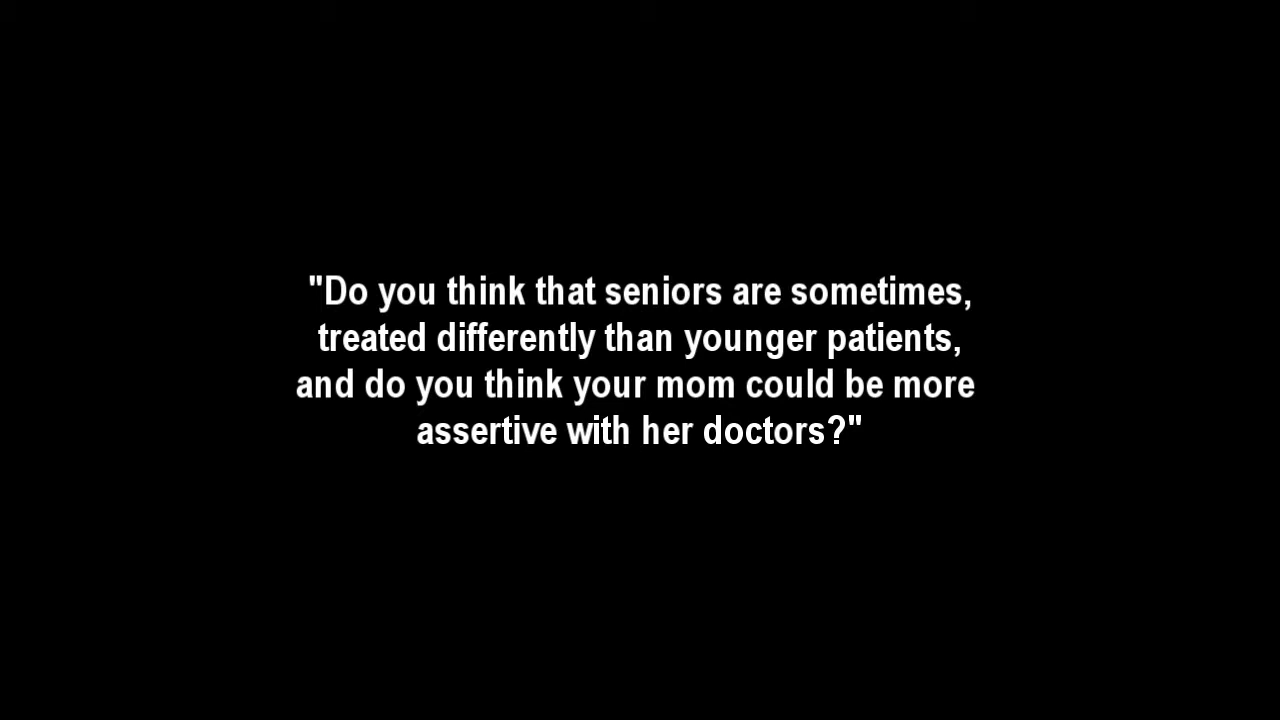 "Do you think that seniors are sometimes,
treated differently than younger patients,
and do you think your mom could be more
assertive with her doctors?"